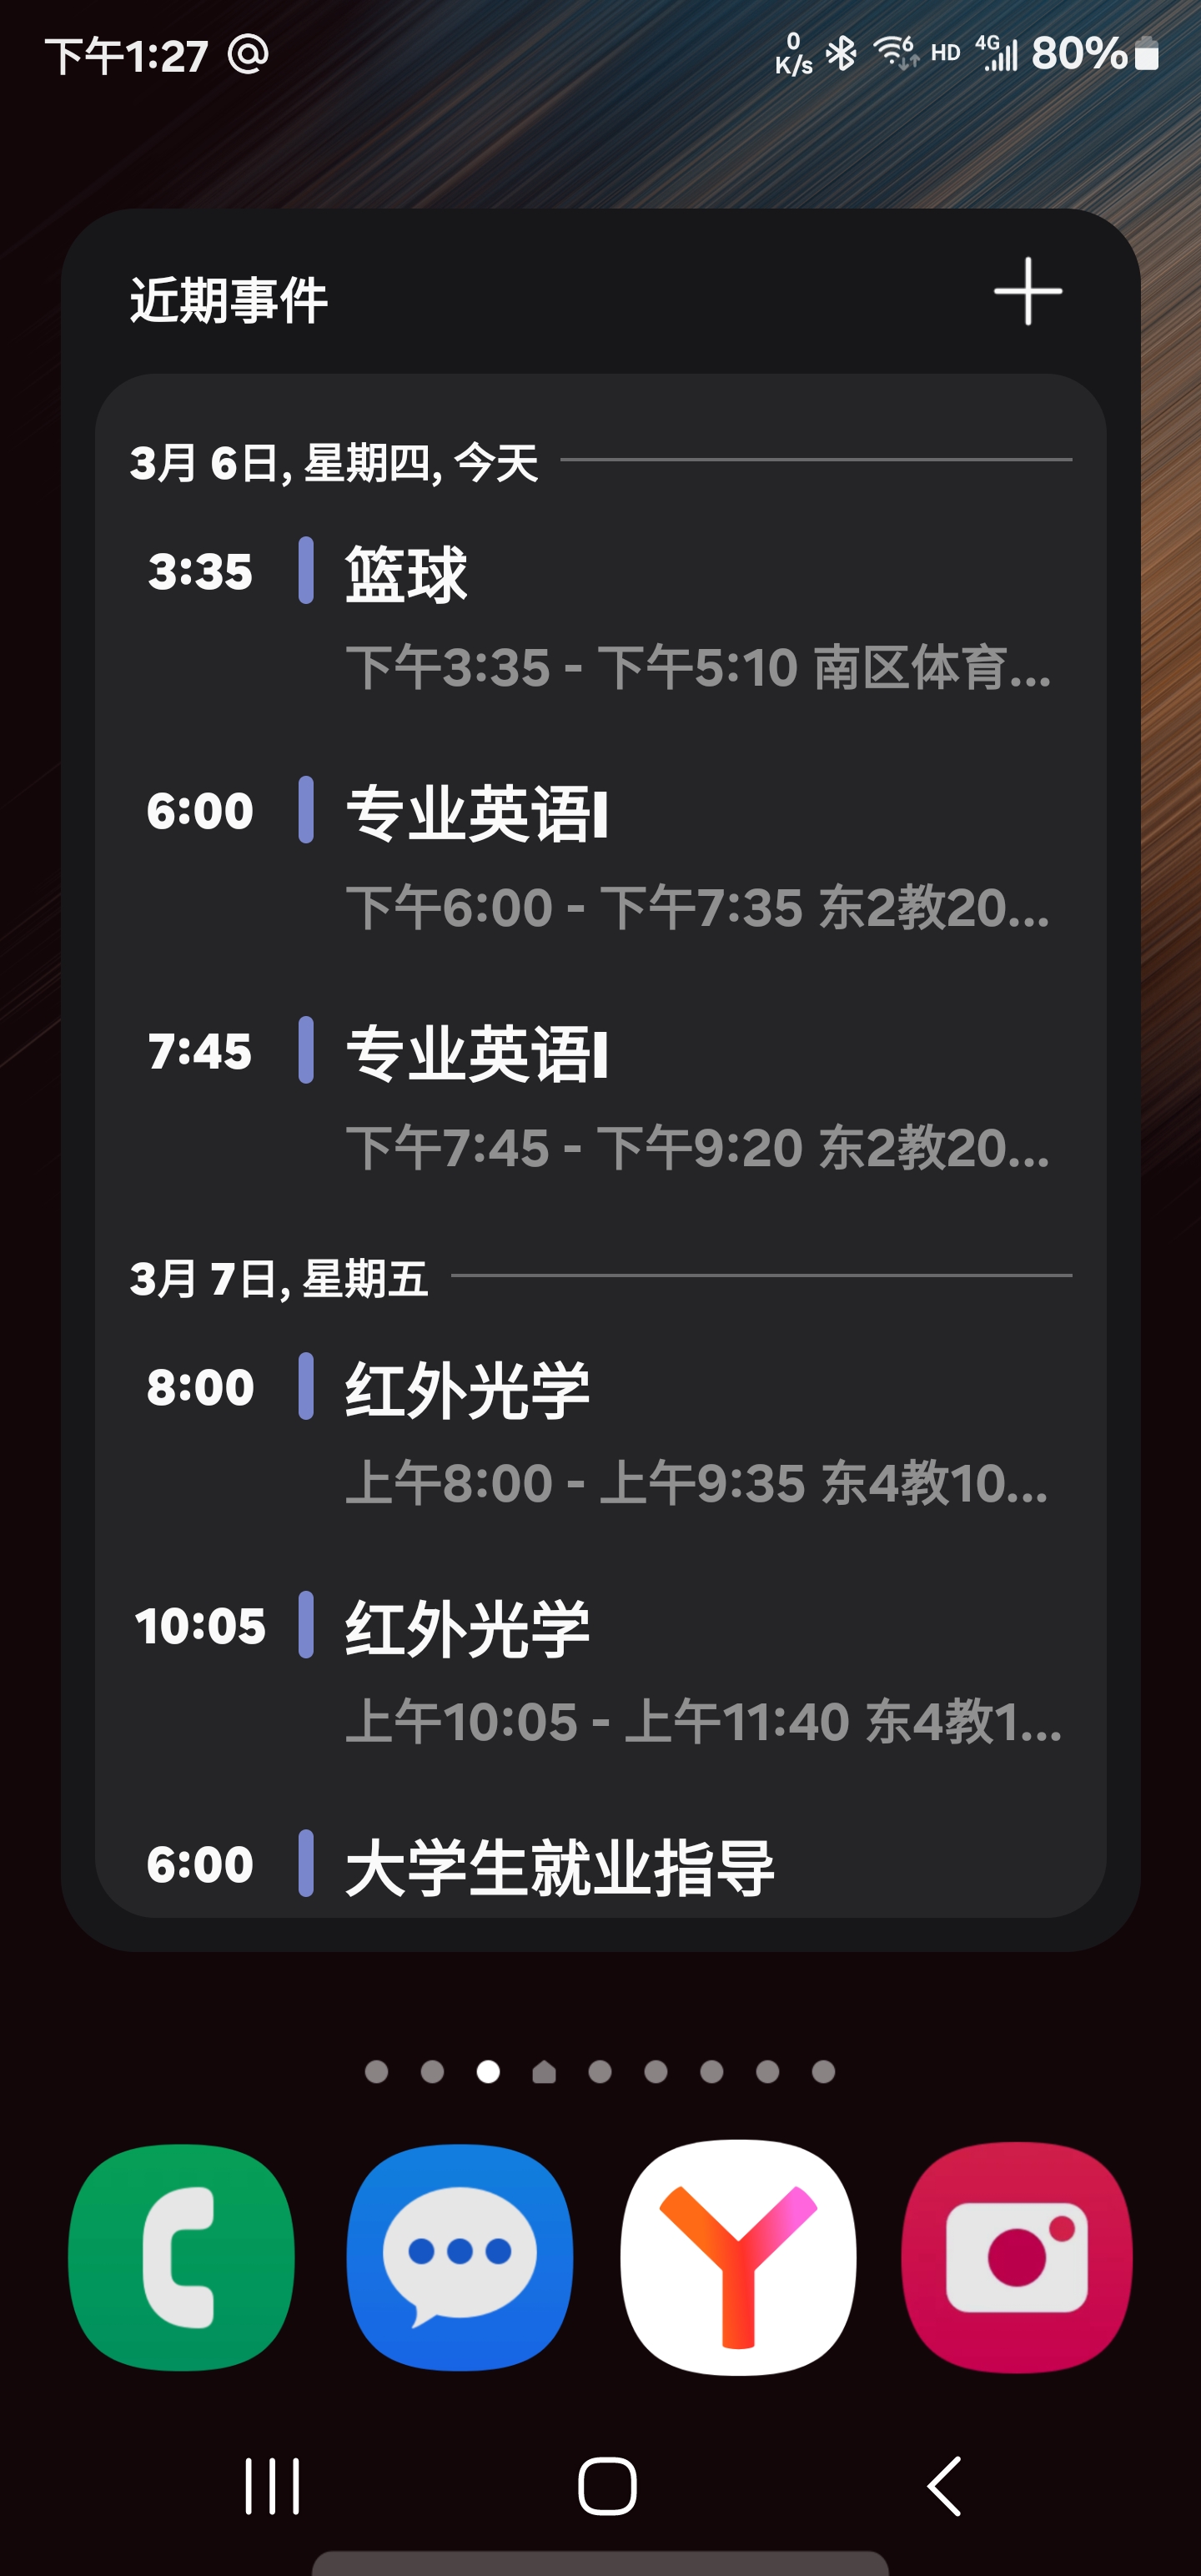 下午1:27 @ 0 K/s 6 HD 4G 80%
近期事件
3月 6日, 星期四, 今天
3:35 篮球
下午3:35 - 下午5:10 南区体育...
6:00 专业英语I
下午6:00 - 下午7:35 东2教20...
7:45 专业英语I
下午7:45 - 下午9:20 东2教20...
3月 7日, 星期五
8:00 红外光学
上午8:00 - 上午9:35 东4教10...
10:05 红外光学
上午10:05 - 上午11:40 东4教1...
6:00 大学生就业指导